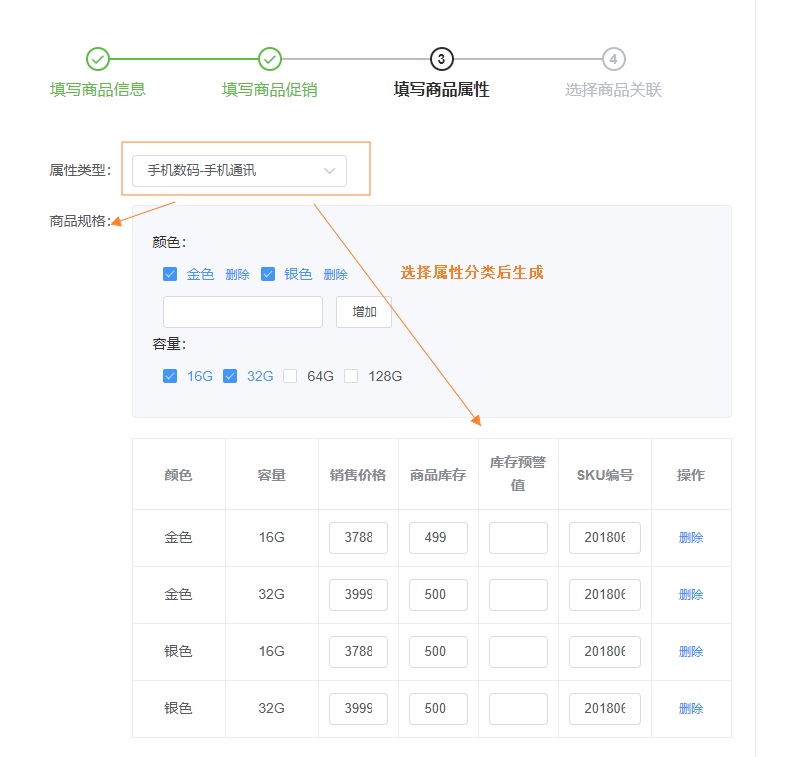 3 4
填写商品信息 填写商品促销 填写商品属性 选择商品关联
属性类型： 手机数码-手机通讯
商品规格：
颜色：
金色 删除 银色 删除 选择属性分类后生成
增加
容量：
16G 32G 64G 128G
颜色 容量 销售价格 商品库存 库存预警值 SKU编号 操作
金色 16G 3788 499 201806 删除
金色 32G 3999 500 201806 删除
银色 16G 3788 500 201806 删除
银色 32G 3999 500 201806 删除